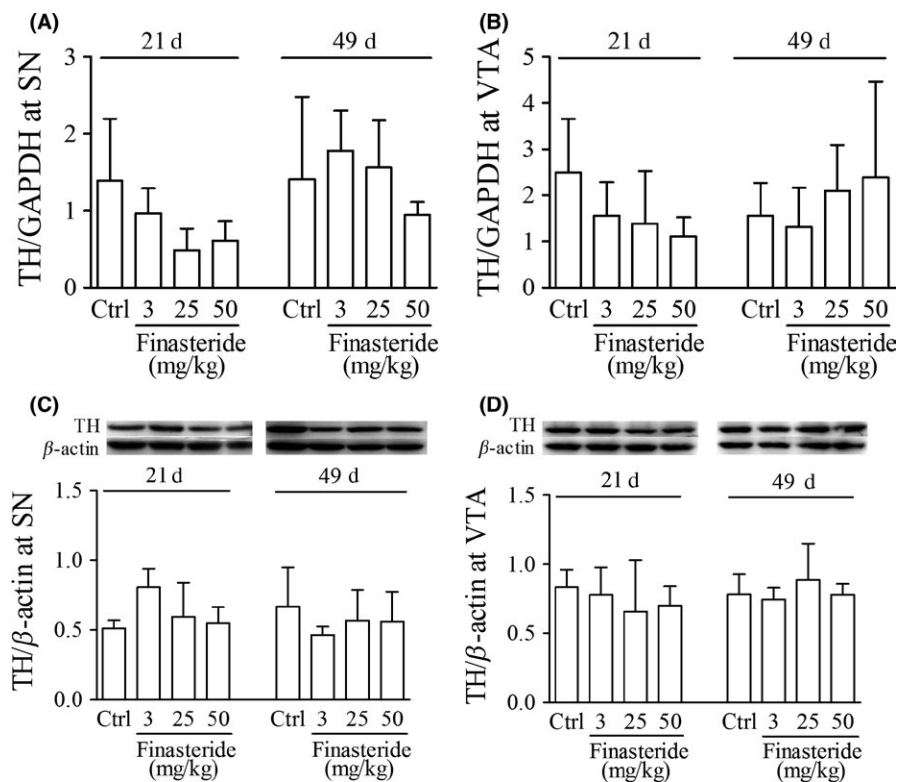 (A)
21 d
49 d
TH/GAPDH at SN
3
2
1
0
Ctrl 3 25 50 Ctrl 3 25 50
Finasteride Finasteride
(mg/kg) (mg/kg)
(B)
21 d
49 d
TH/GAPDH at VTA
5
4
3
2
1
0
Ctrl 3 25 50 Ctrl 3 25 50
Finasteride Finasteride
(mg/kg) (mg/kg)
(C)
TH
β-actin
21 d
49 d
TH/β-actin at SN
1.5
1.0
0.5
0.0
Ctrl 3 25 50 Ctrl 3 25 50
Finasteride Finasteride
(mg/kg) (mg/kg)
(D)
TH
β-actin
21 d
49 d
TH/β-actin at VTA
1.5
1.0
0.5
0.0
Ctrl 3 25 50 Ctrl 3 25 50
Finasteride Finasteride
(mg/kg) (mg/kg)